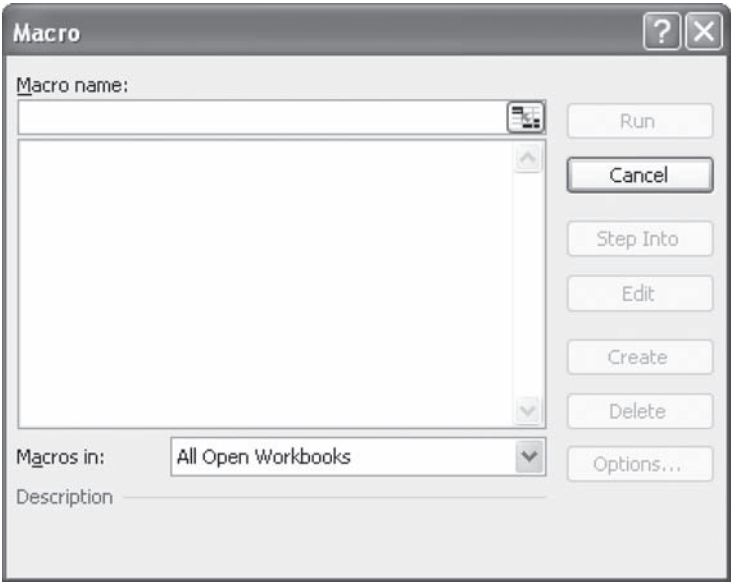 Macro
Macro name:
Run
Cancel
Step Into
Edit
Create
Delete
Macros in:
All Open Workbooks
Options...
Description